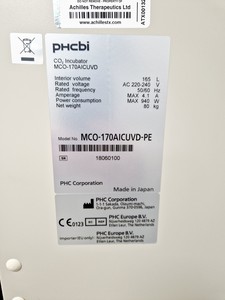 Achilles Therapeutics Ltd
ATX00132
PHCbi
CO₂ Incubator
MCO-170AICUVD
Interior volume 165 L
Rated voltage AC 220-240 V
Rated frequency 50/60 Hz
Amperage MAX 4.1 A
Power consumption MAX 940 W
Net weight 80 kg
Model No. MCO-170AICUVD-PE
SN 18060100
PHC Corporation
Made in Japan
PHC Corporation
PHC Europe B.V.
0123
PHC Europe B.V.